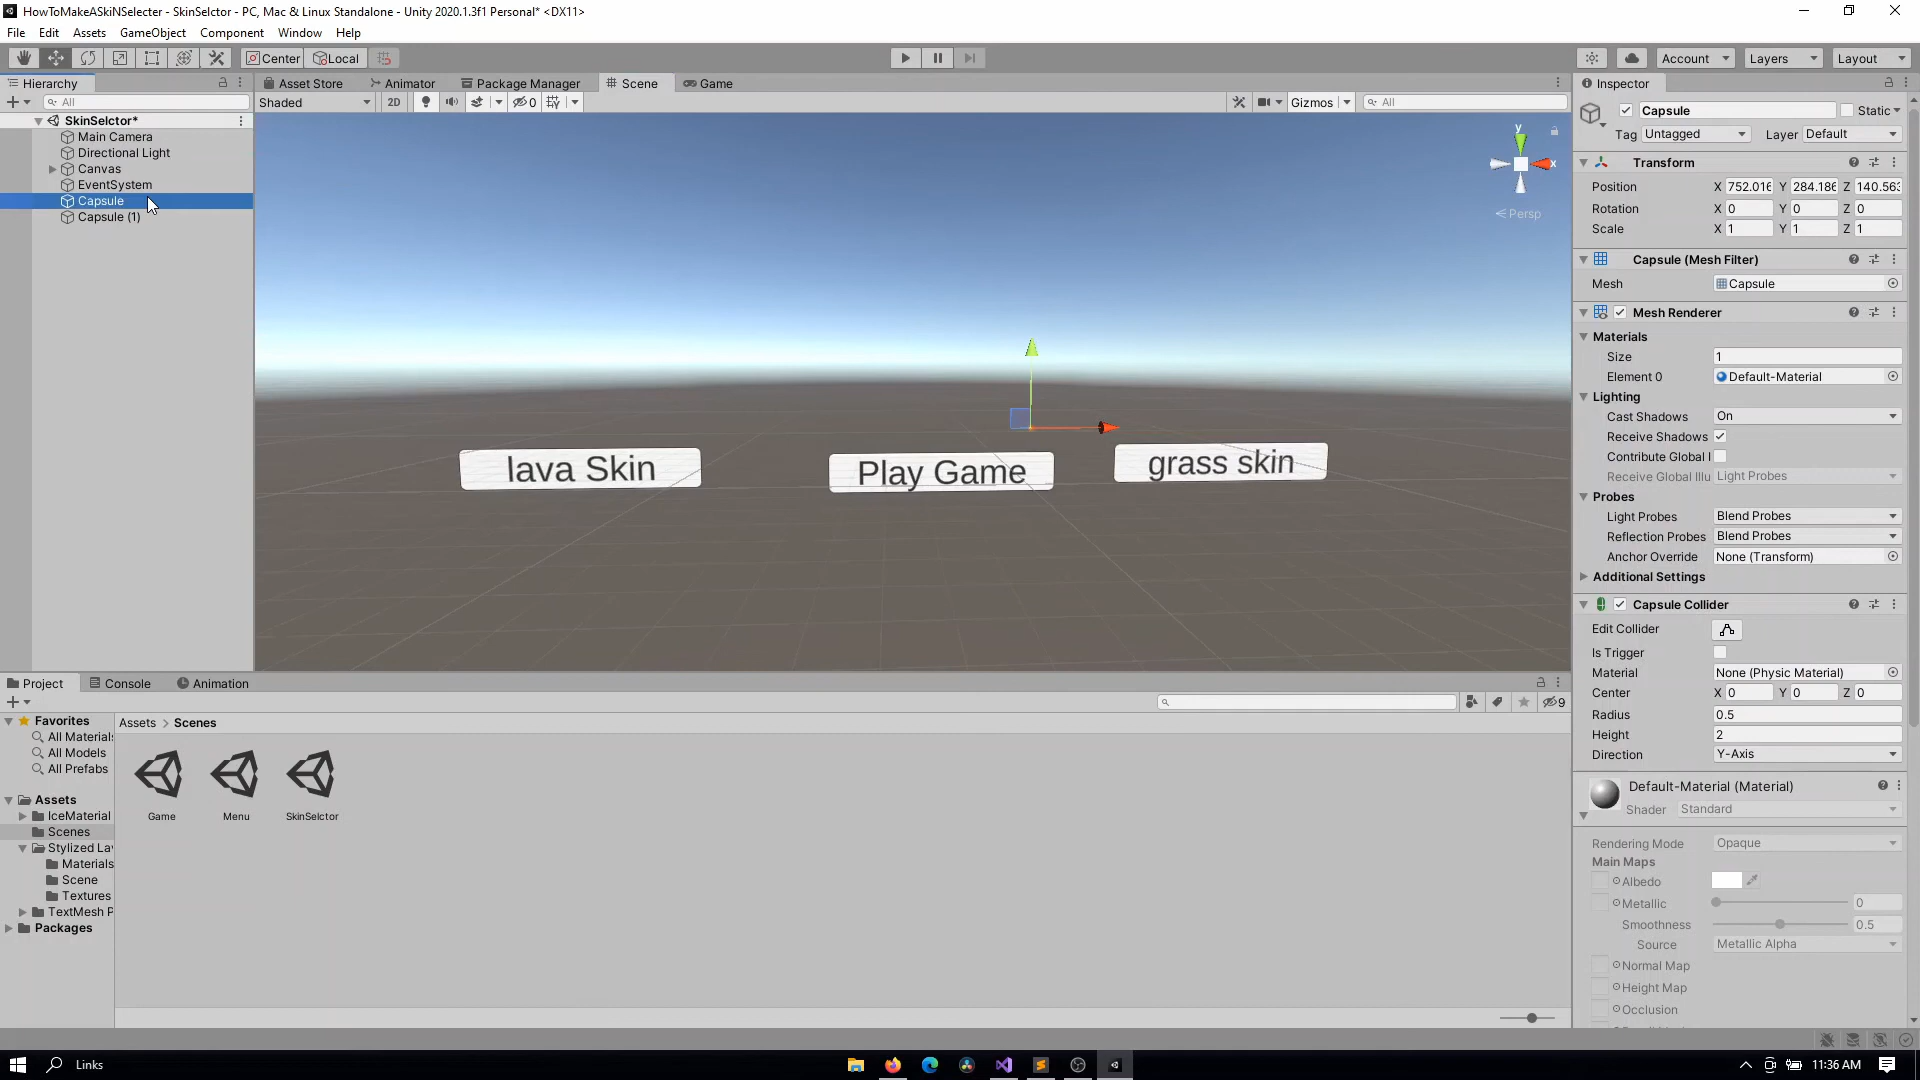 HowToMakeASkiNSelecter - SkinSelctor - PC, Mac & Linux Standalone - Unity 2020.1.3f1 Personal* <DX11>
File Edit Assets GameObject Component Window Help
Center Local Account Layers Layout
Hierarchy
All
SkinSelctor*
Main Camera
Directional Light
Canvas
EventSystem
Capsule
Capsule (1)
Asset Store Animator Package Manager Scene Game
Shaded 2D 0 Gizmos All
y
x
Persp
lava Skin
Play Game
grass skin
Inspector
Capsule Static
Tag Untagged Layer Default
Transform
Position X 752.016 Y 284.186 Z 140.563
Rotation X 0 Y 0 Z 0
Scale X 1 Y 1 Z 1
Capsule (Mesh Filter)
Mesh Capsule
Mesh Renderer
Materials
Size 1
Element 0 Default-Material
Lighting
Cast Shadows On
Receive Shadows
Contribute Global I
Receive Global Illu Light Probes
Probes
Light Probes Blend Probes
Reflection Probes Blend Probes
Anchor Override None (Transform)
Additional Settings
Capsule Collider
Edit Collider
Is Trigger
Material None (Physic Material)
Center X 0 Y 0 Z 0
Radius 0.5
Height 2
Direction Y-Axis
Default-Material (Material)
Shader Standard
Rendering Mode Opaque
Main Maps
Albedo
Metallic 0
Smoothness 0.5
Source Metallic Alpha
Normal Map
Height Map
Occlusion
Project Console Animation
9
Favorites
All Materials
All Models
All Prefabs
Assets
IceMaterial
Scenes
Stylized La
Materials
Scene
Textures
TextMesh P
Packages
Assets > Scenes
Game Menu SkinSelctor
Links
11:36 AM